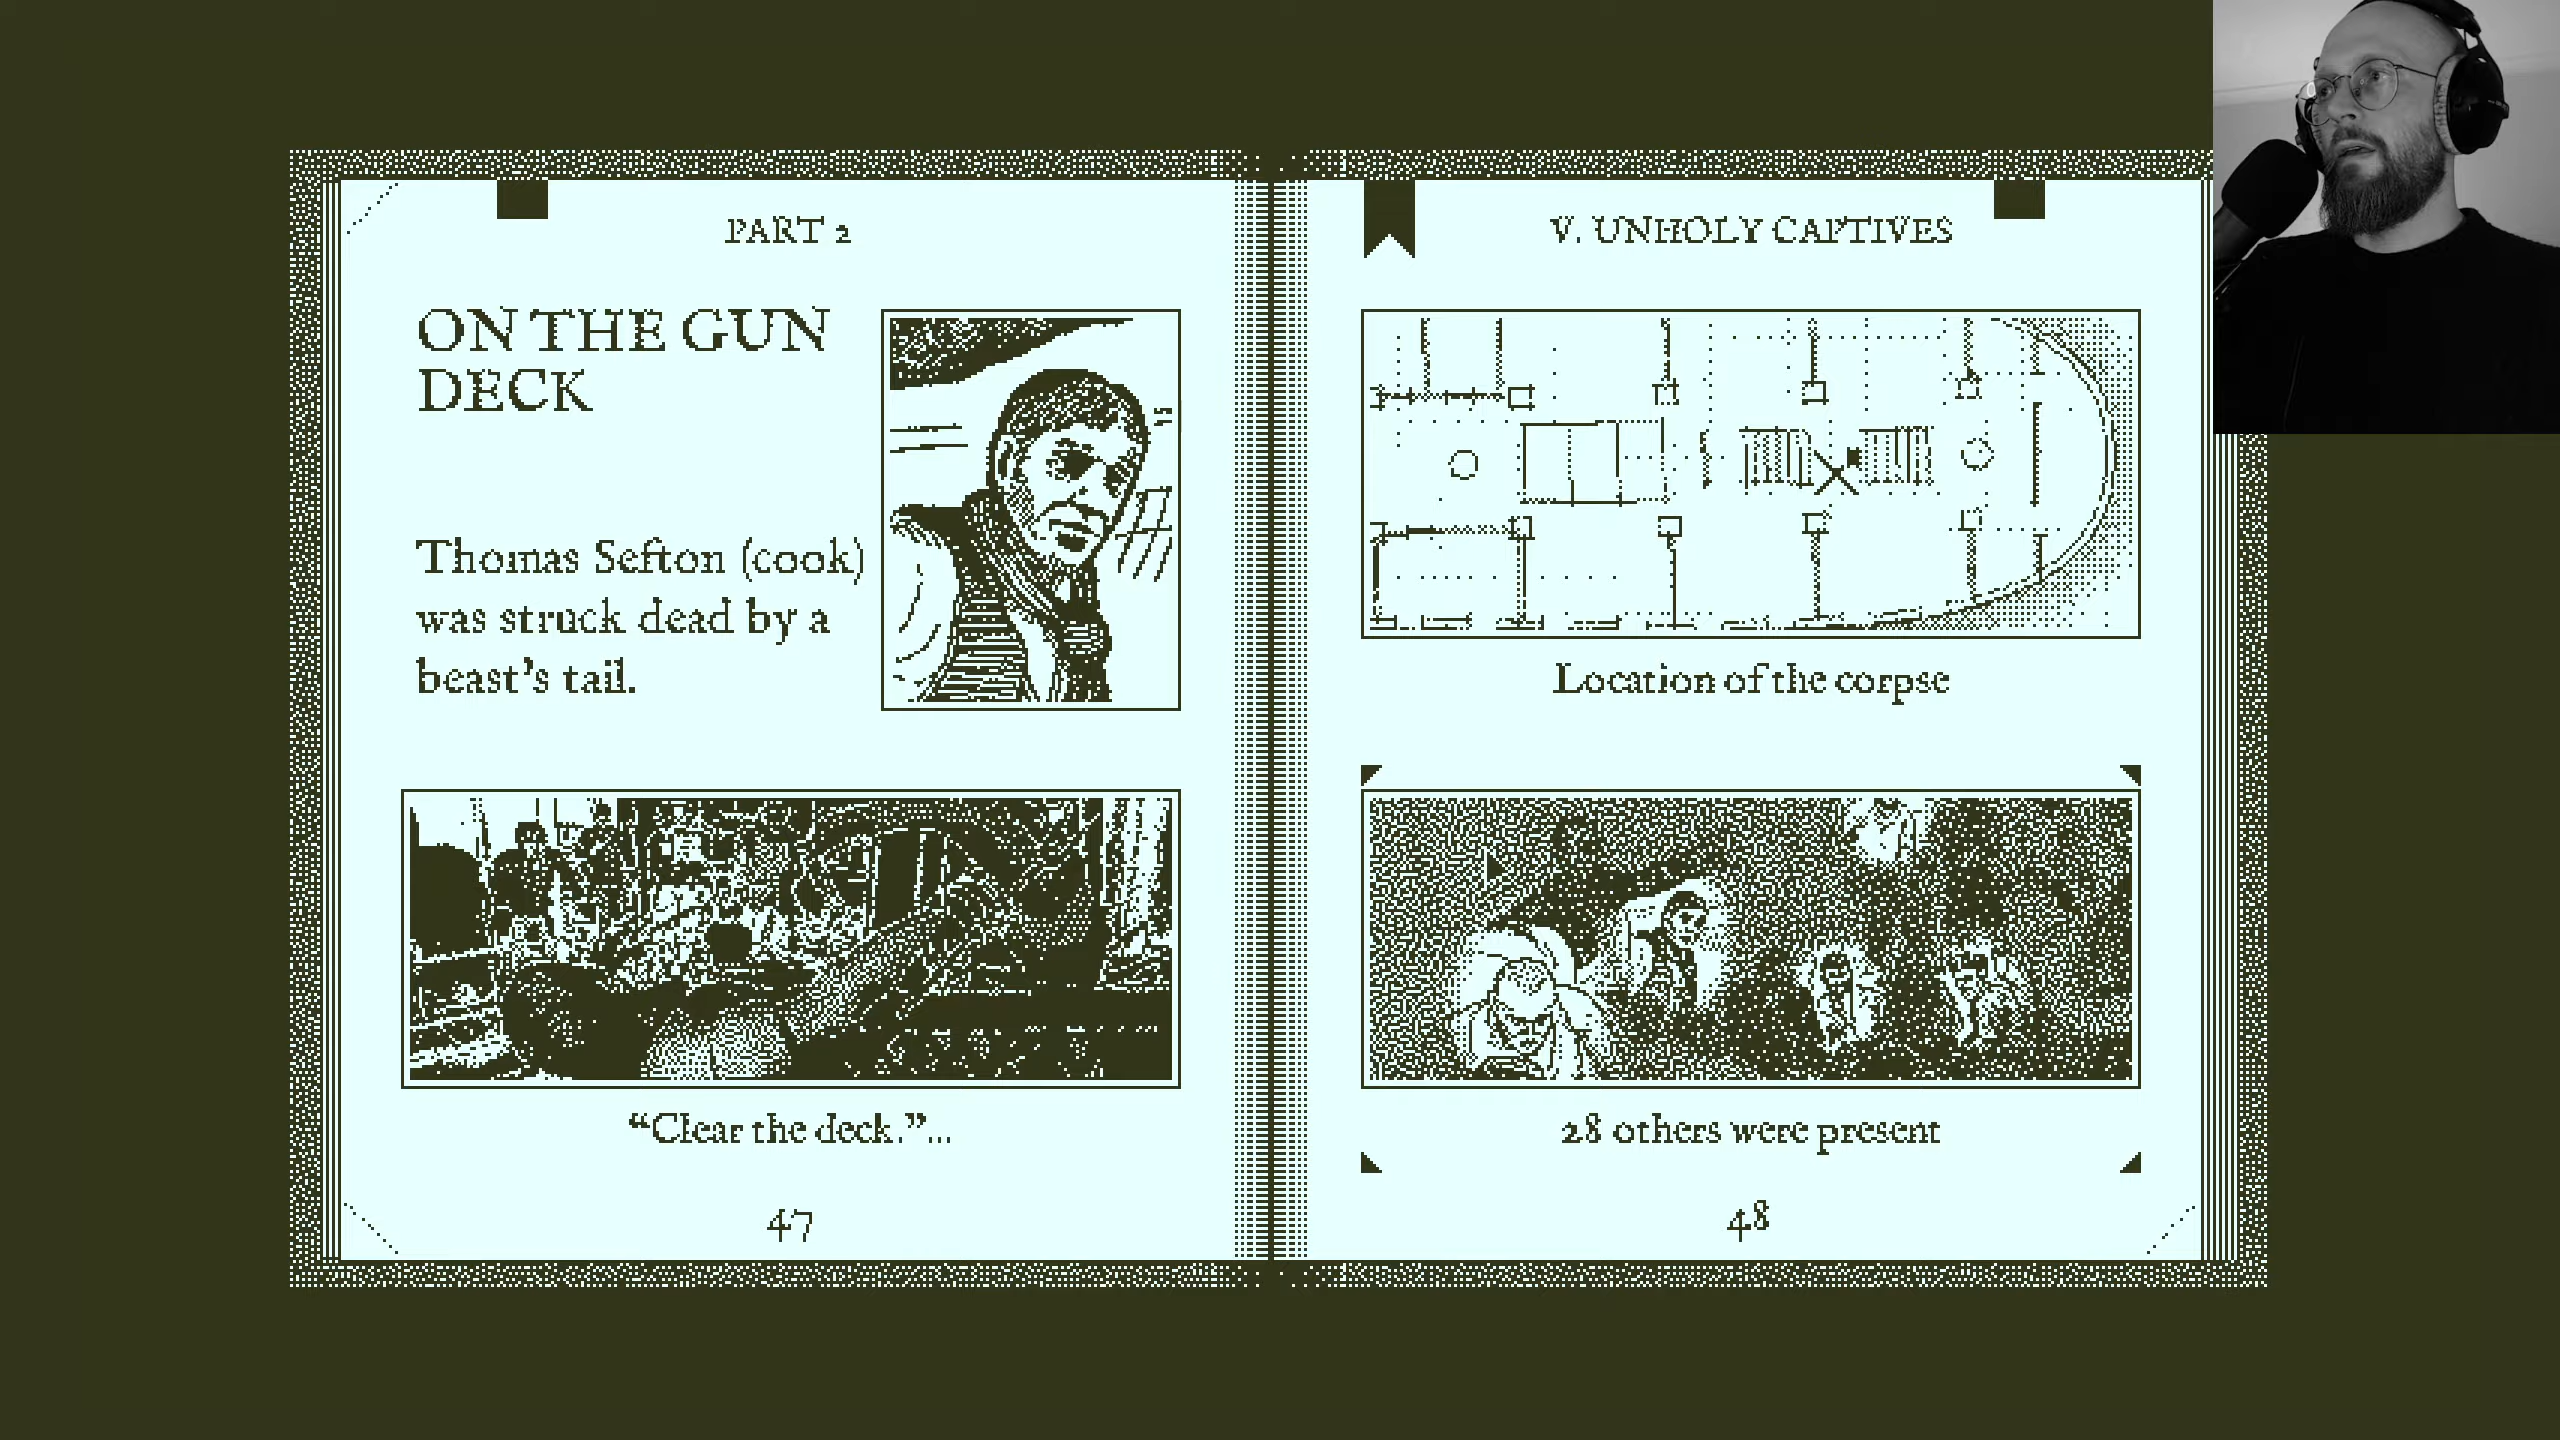 PART 2
ON THE GUN
DECK
Thomas Sefton (cook)
was struck dead by a
beast's tail.
"Clear the deck."...
47
V. UNHOLY CAPTIVES
Location of the corpse
28 others were present
48